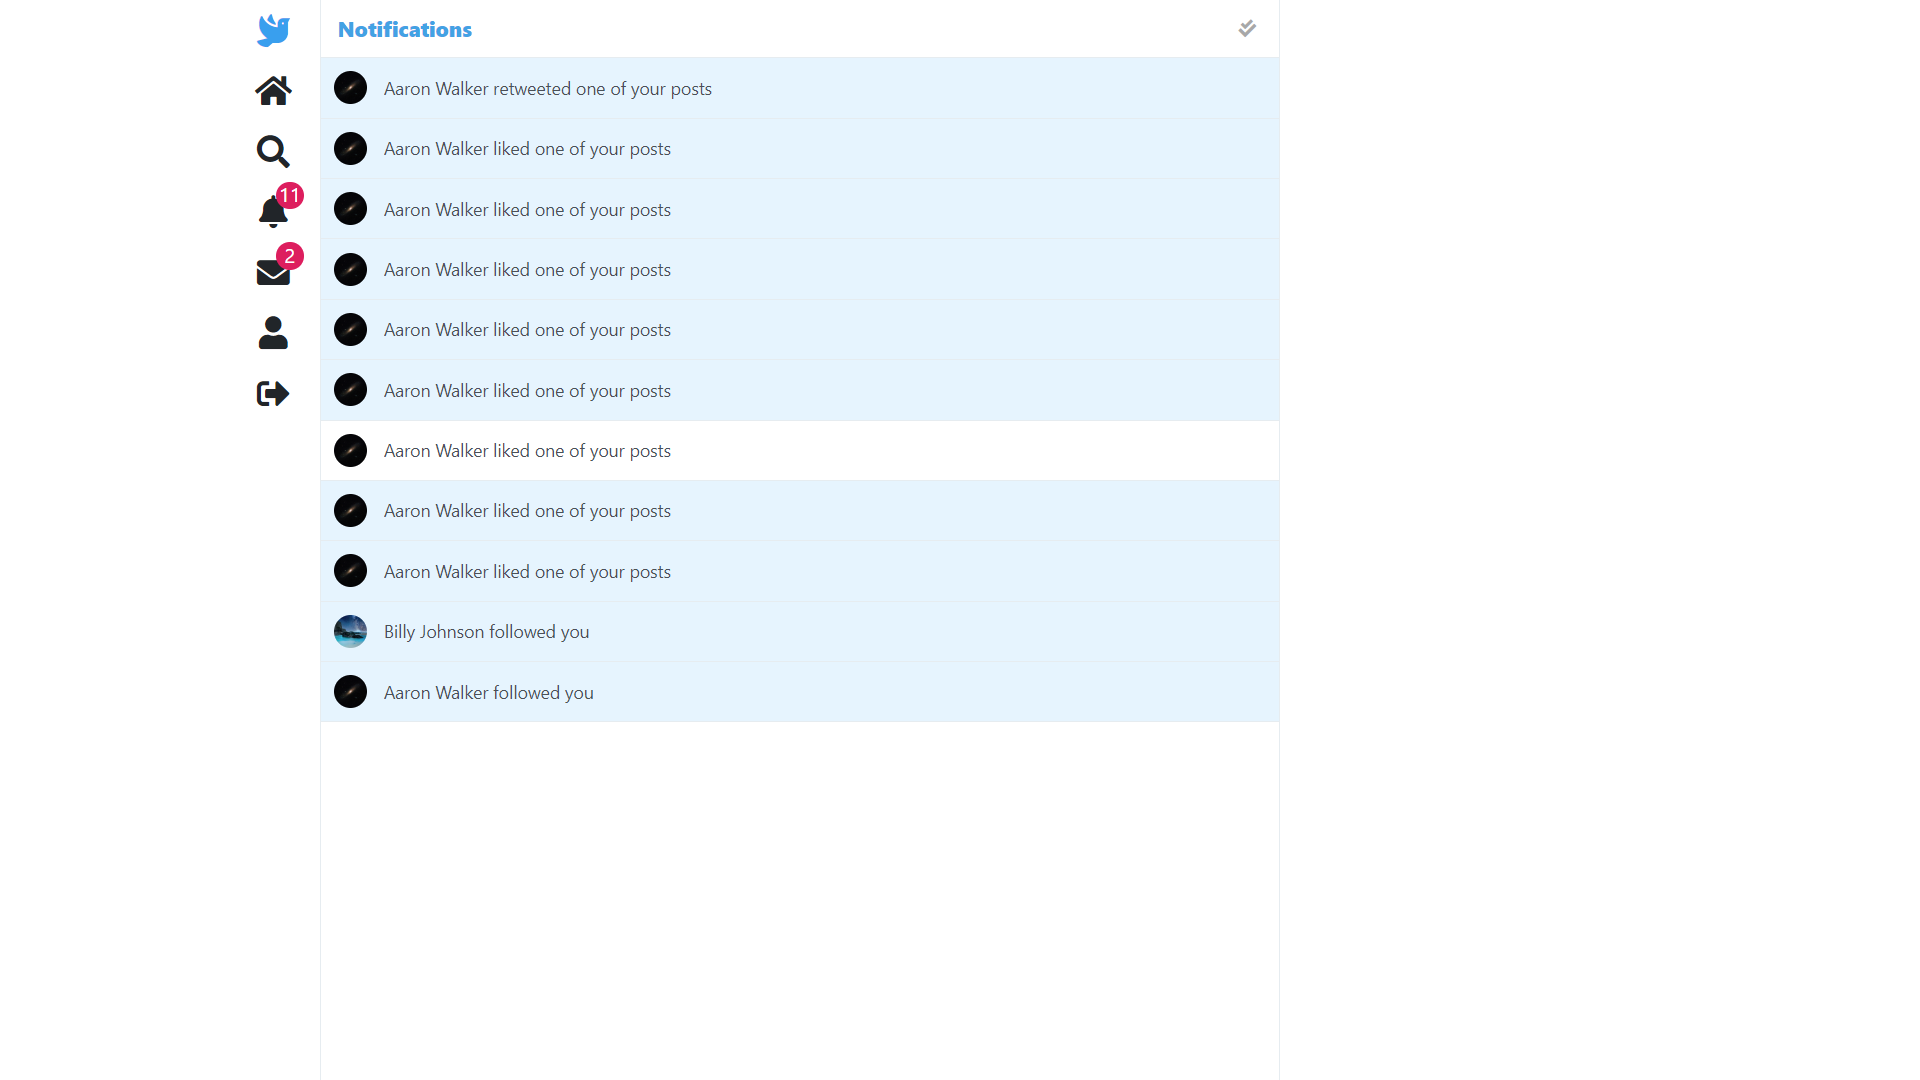 Notifications
Aaron Walker retweeted one of your posts
Aaron Walker liked one of your posts
Aaron Walker liked one of your posts
11
Aaron Walker liked one of your posts
2
Aaron Walker liked one of your posts
Aaron Walker liked one of your posts
Aaron Walker liked one of your posts
Aaron Walker liked one of your posts
Aaron Walker liked one of your posts
Billy Johnson followed you
Aaron Walker followed you